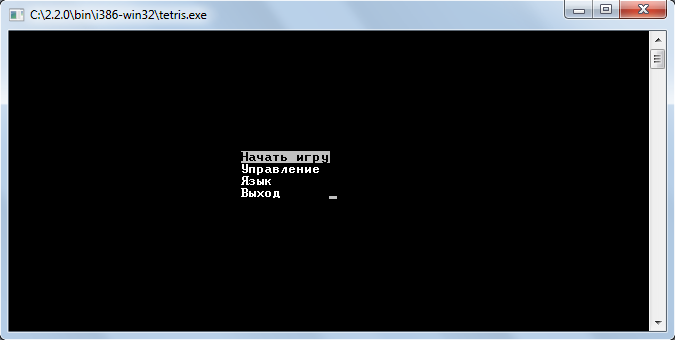 C:\2.2.0\bin\i386-win32\tetris.exe
Начать игру
Управление
Язык
Выход